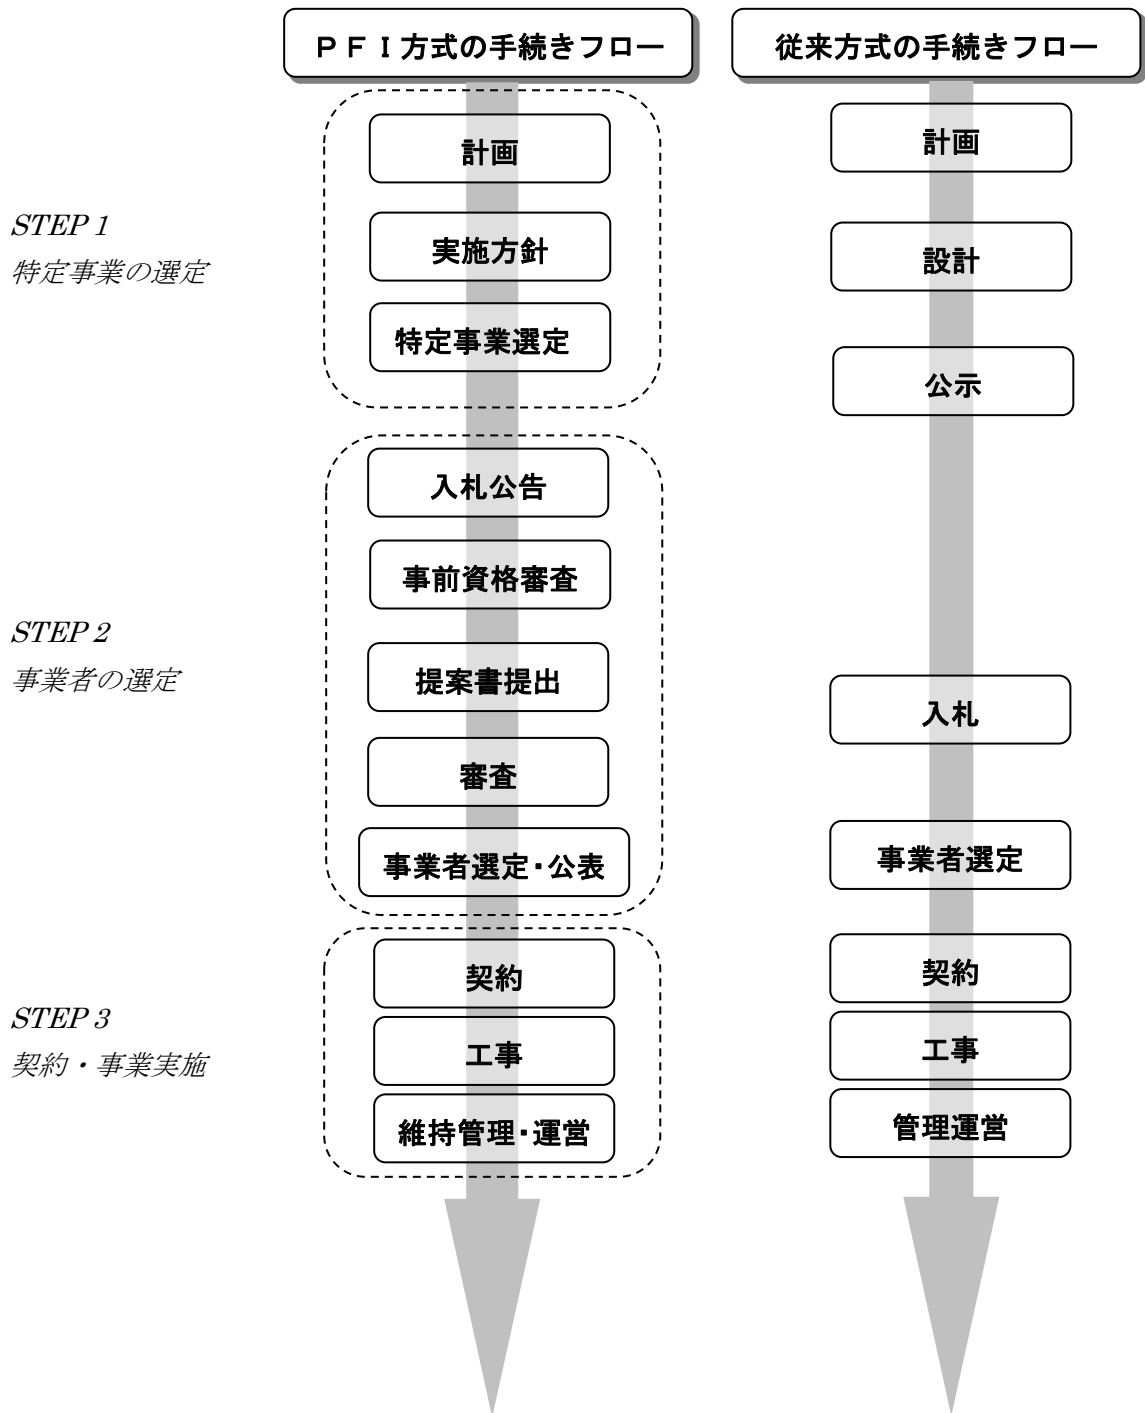 ＰＦＩ方式の手続きフロー
従来方式の手続きフロー
STEP 1
特定事業の選定
計画
実施方針
特定事業選定
STEP 2
事業者の選定
入札公告
事前資格審査
提案書提出
審査
事業者選定・公表
STEP 3
契約・事業実施
契約
工事
維持管理・運営
計画
設計
公示
入札
事業者選定
契約
工事
管理運営